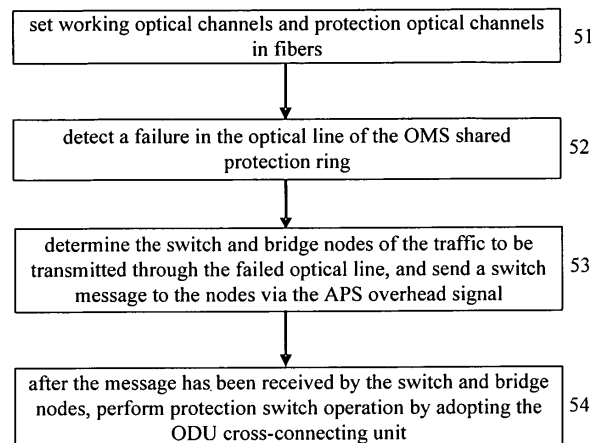 set working optical channels and protection optical channels
in fibers
51
detect a failure in the optical line of the OMS shared
protection ring
52
determine the switch and bridge nodes of the traffic to be
transmitted through the failed optical line, and send a switch
message to the nodes via the APS overhead signal
53
after the message has been received by the switch and bridge
nodes, perform protection switch operation by adopting the
ODU cross-connecting unit
54